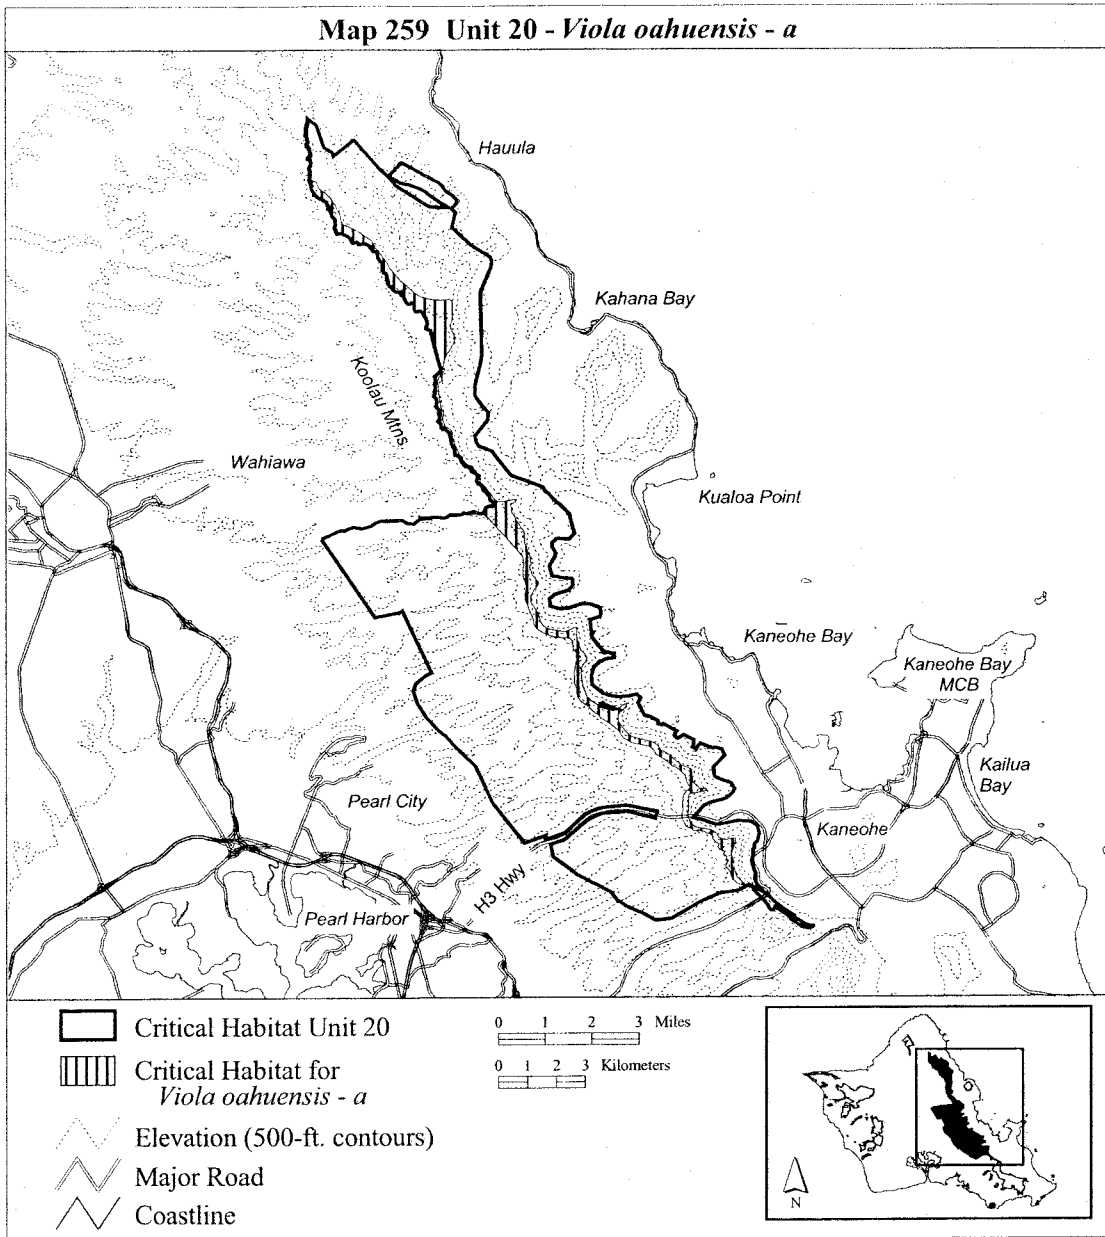 Map 259 Unit 20 - Viola oahuensis - a
Hauula
Kahana Bay
Koolau Mtns.
Wahiawa
Kualoa Point
Kaneohe Bay
Kaneohe Bay
MCB
Kailua
Bay
Pearl City
Kaneohe
H3 Hwy
Pearl Harbor
Critical Habitat Unit 20
Critical Habitat for
Viola oahuensis - a
Elevation (500-ft. contours)
Major Road
Coastline
0 1 2 3 Miles
0 1 2 3 Kilometers
N